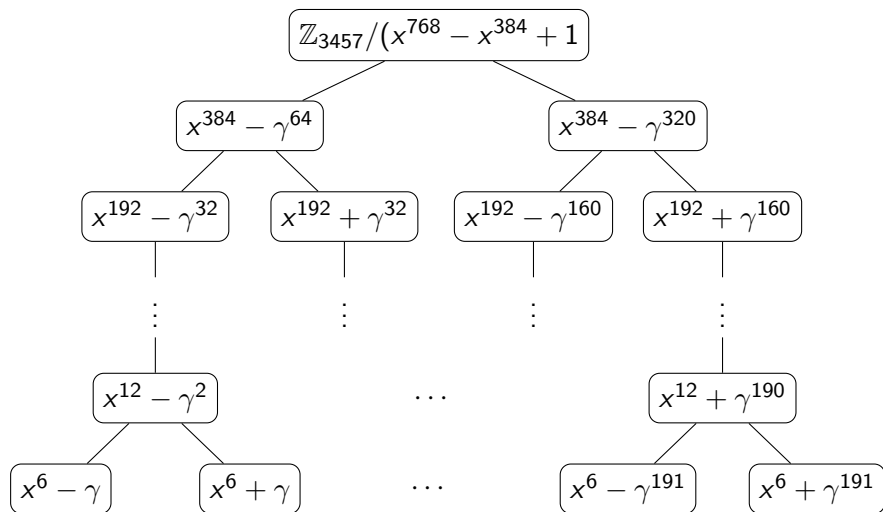 ℤ₃₄₅₇/(x⁷⁶⁸ − x³⁸⁴ + 1
x³⁸⁴ − γ⁶⁴ x³⁸⁴ − γ³²⁰
x¹⁹² − γ³² x¹⁹² + γ³² x¹⁹² − γ¹⁶⁰ x¹⁹² + γ¹⁶⁰
⋮ ⋮ ⋮ ⋮
x¹² − γ² ⋯ x¹² + γ¹⁹⁰
x⁶ − γ x⁶ + γ ⋯ x⁶ − γ¹⁹¹ x⁶ + γ¹⁹¹